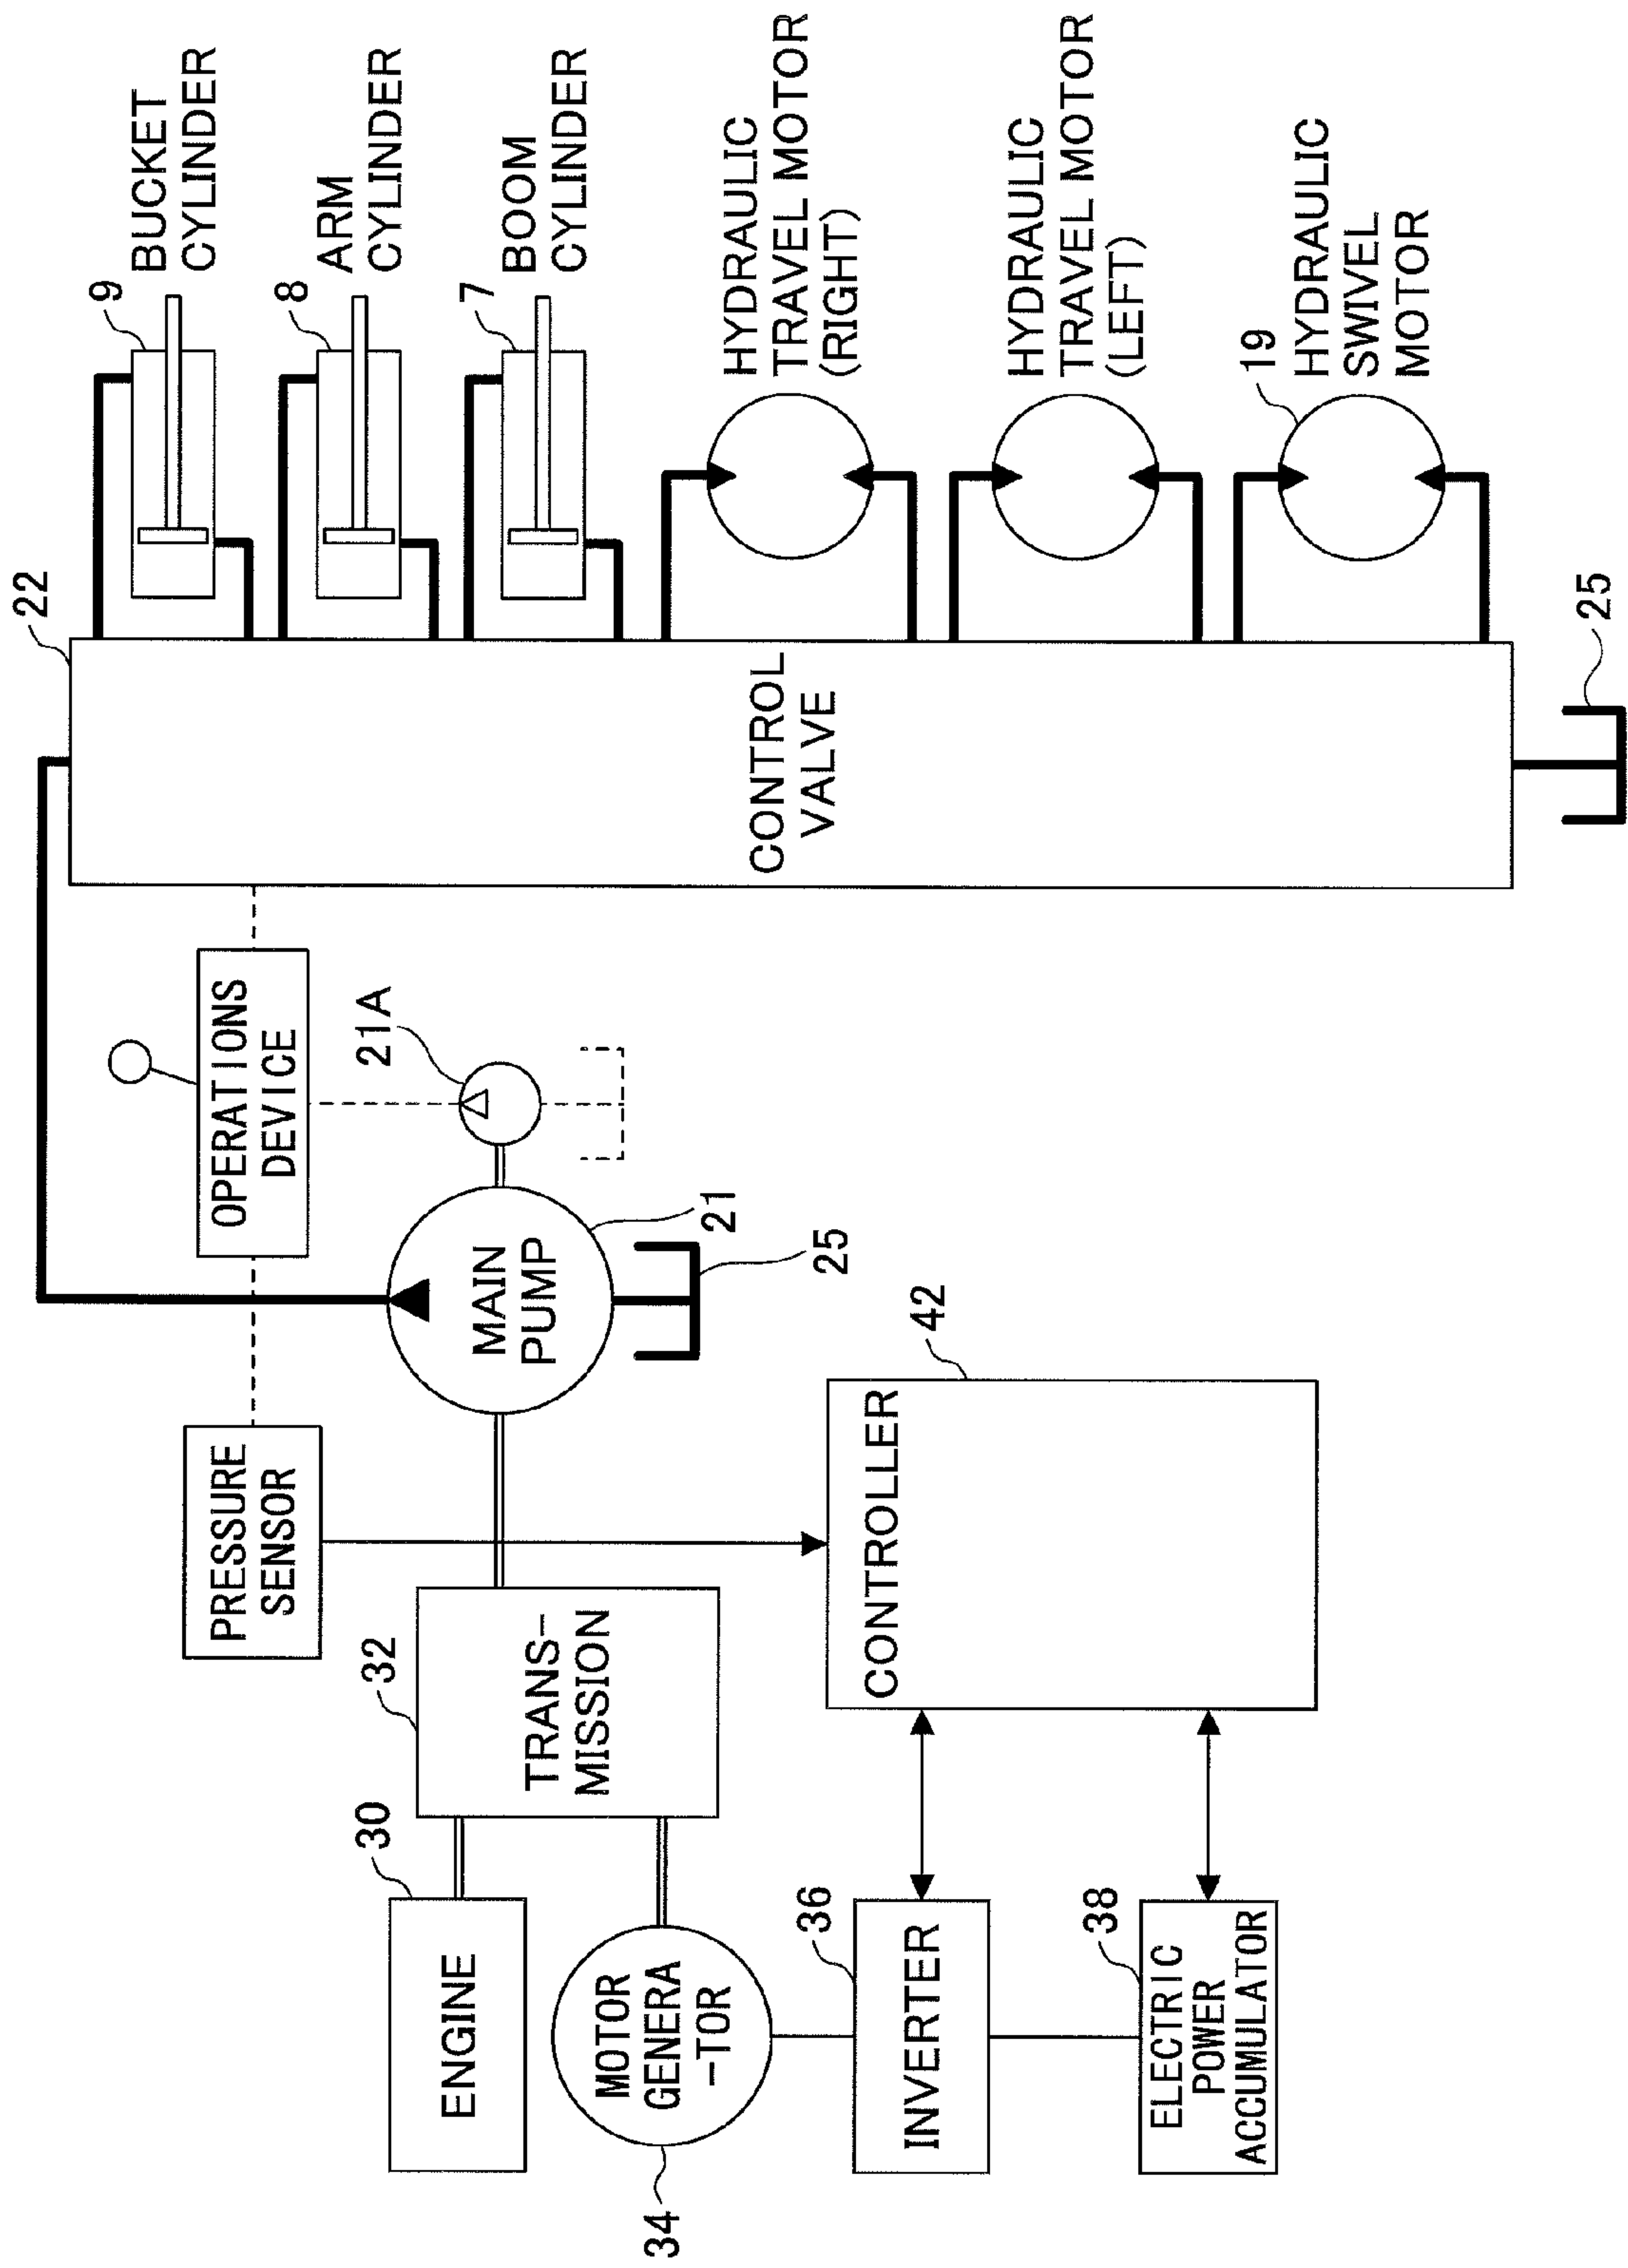 22
9
BUCKET
CYLINDER
8
ARM
CYLINDER
7
BOOM
CYLINDER
HYDRAULIC
TRAVEL MOTOR
(RIGHT)
HYDRAULIC
TRAVEL MOTOR
(LEFT)
19
HYDRAULIC
SWIVEL
MOTOR
CONTROL
VALVE
25
OPERATIONS
DEVICE
21A
PRESSURE
SENSOR
MAIN
PUMP
21
25
30
ENGINE
32
TRANS-
MISSION
34
MOTOR
GENERA
-TOR
42
CONTROLLER
36
INVERTER
38
ELECTRIC
POWER
ACCUMULATOR